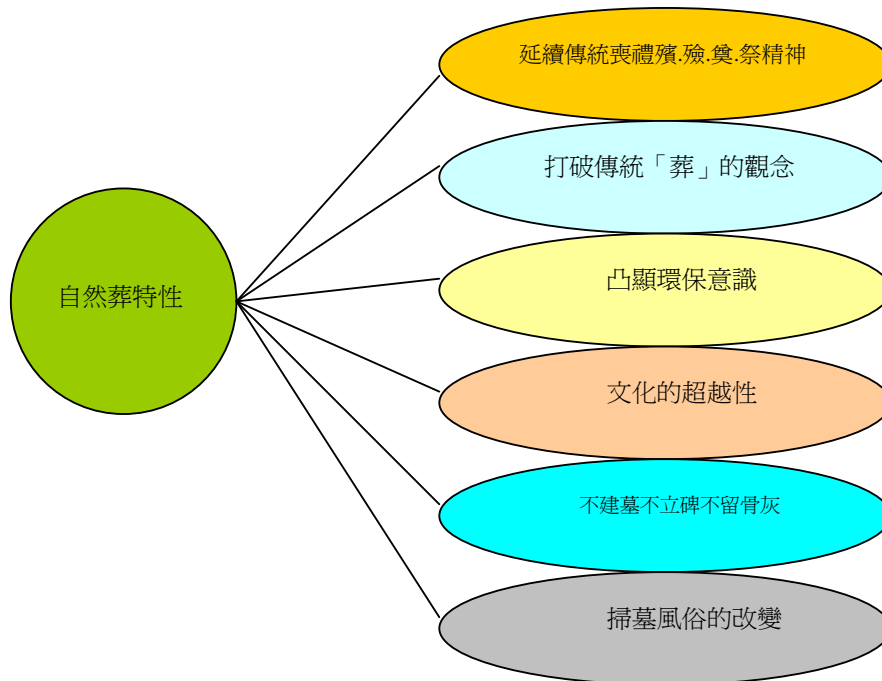 延續傳統喪禮殯.殮.奠.祭精神
打破傳統「葬」的觀念
凸顯環保意識
自然葬特性
文化的超越性
不建墓不立碑不留骨灰
掃墓風俗的改變